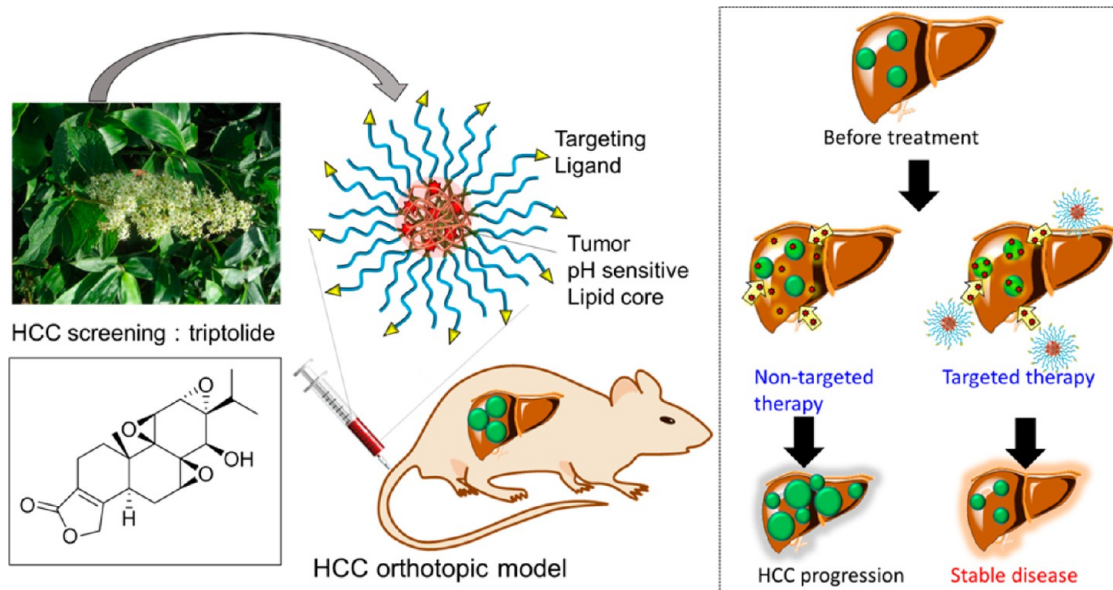 Targeting
Ligand
Tumor
pH sensitive
Lipid core
HCC screening : triptolide
O
O
O
OH
O
O
H
HCC orthotopic model
Before treatment
Non-targeted
therapy
Targeted therapy
HCC progression
Stable disease